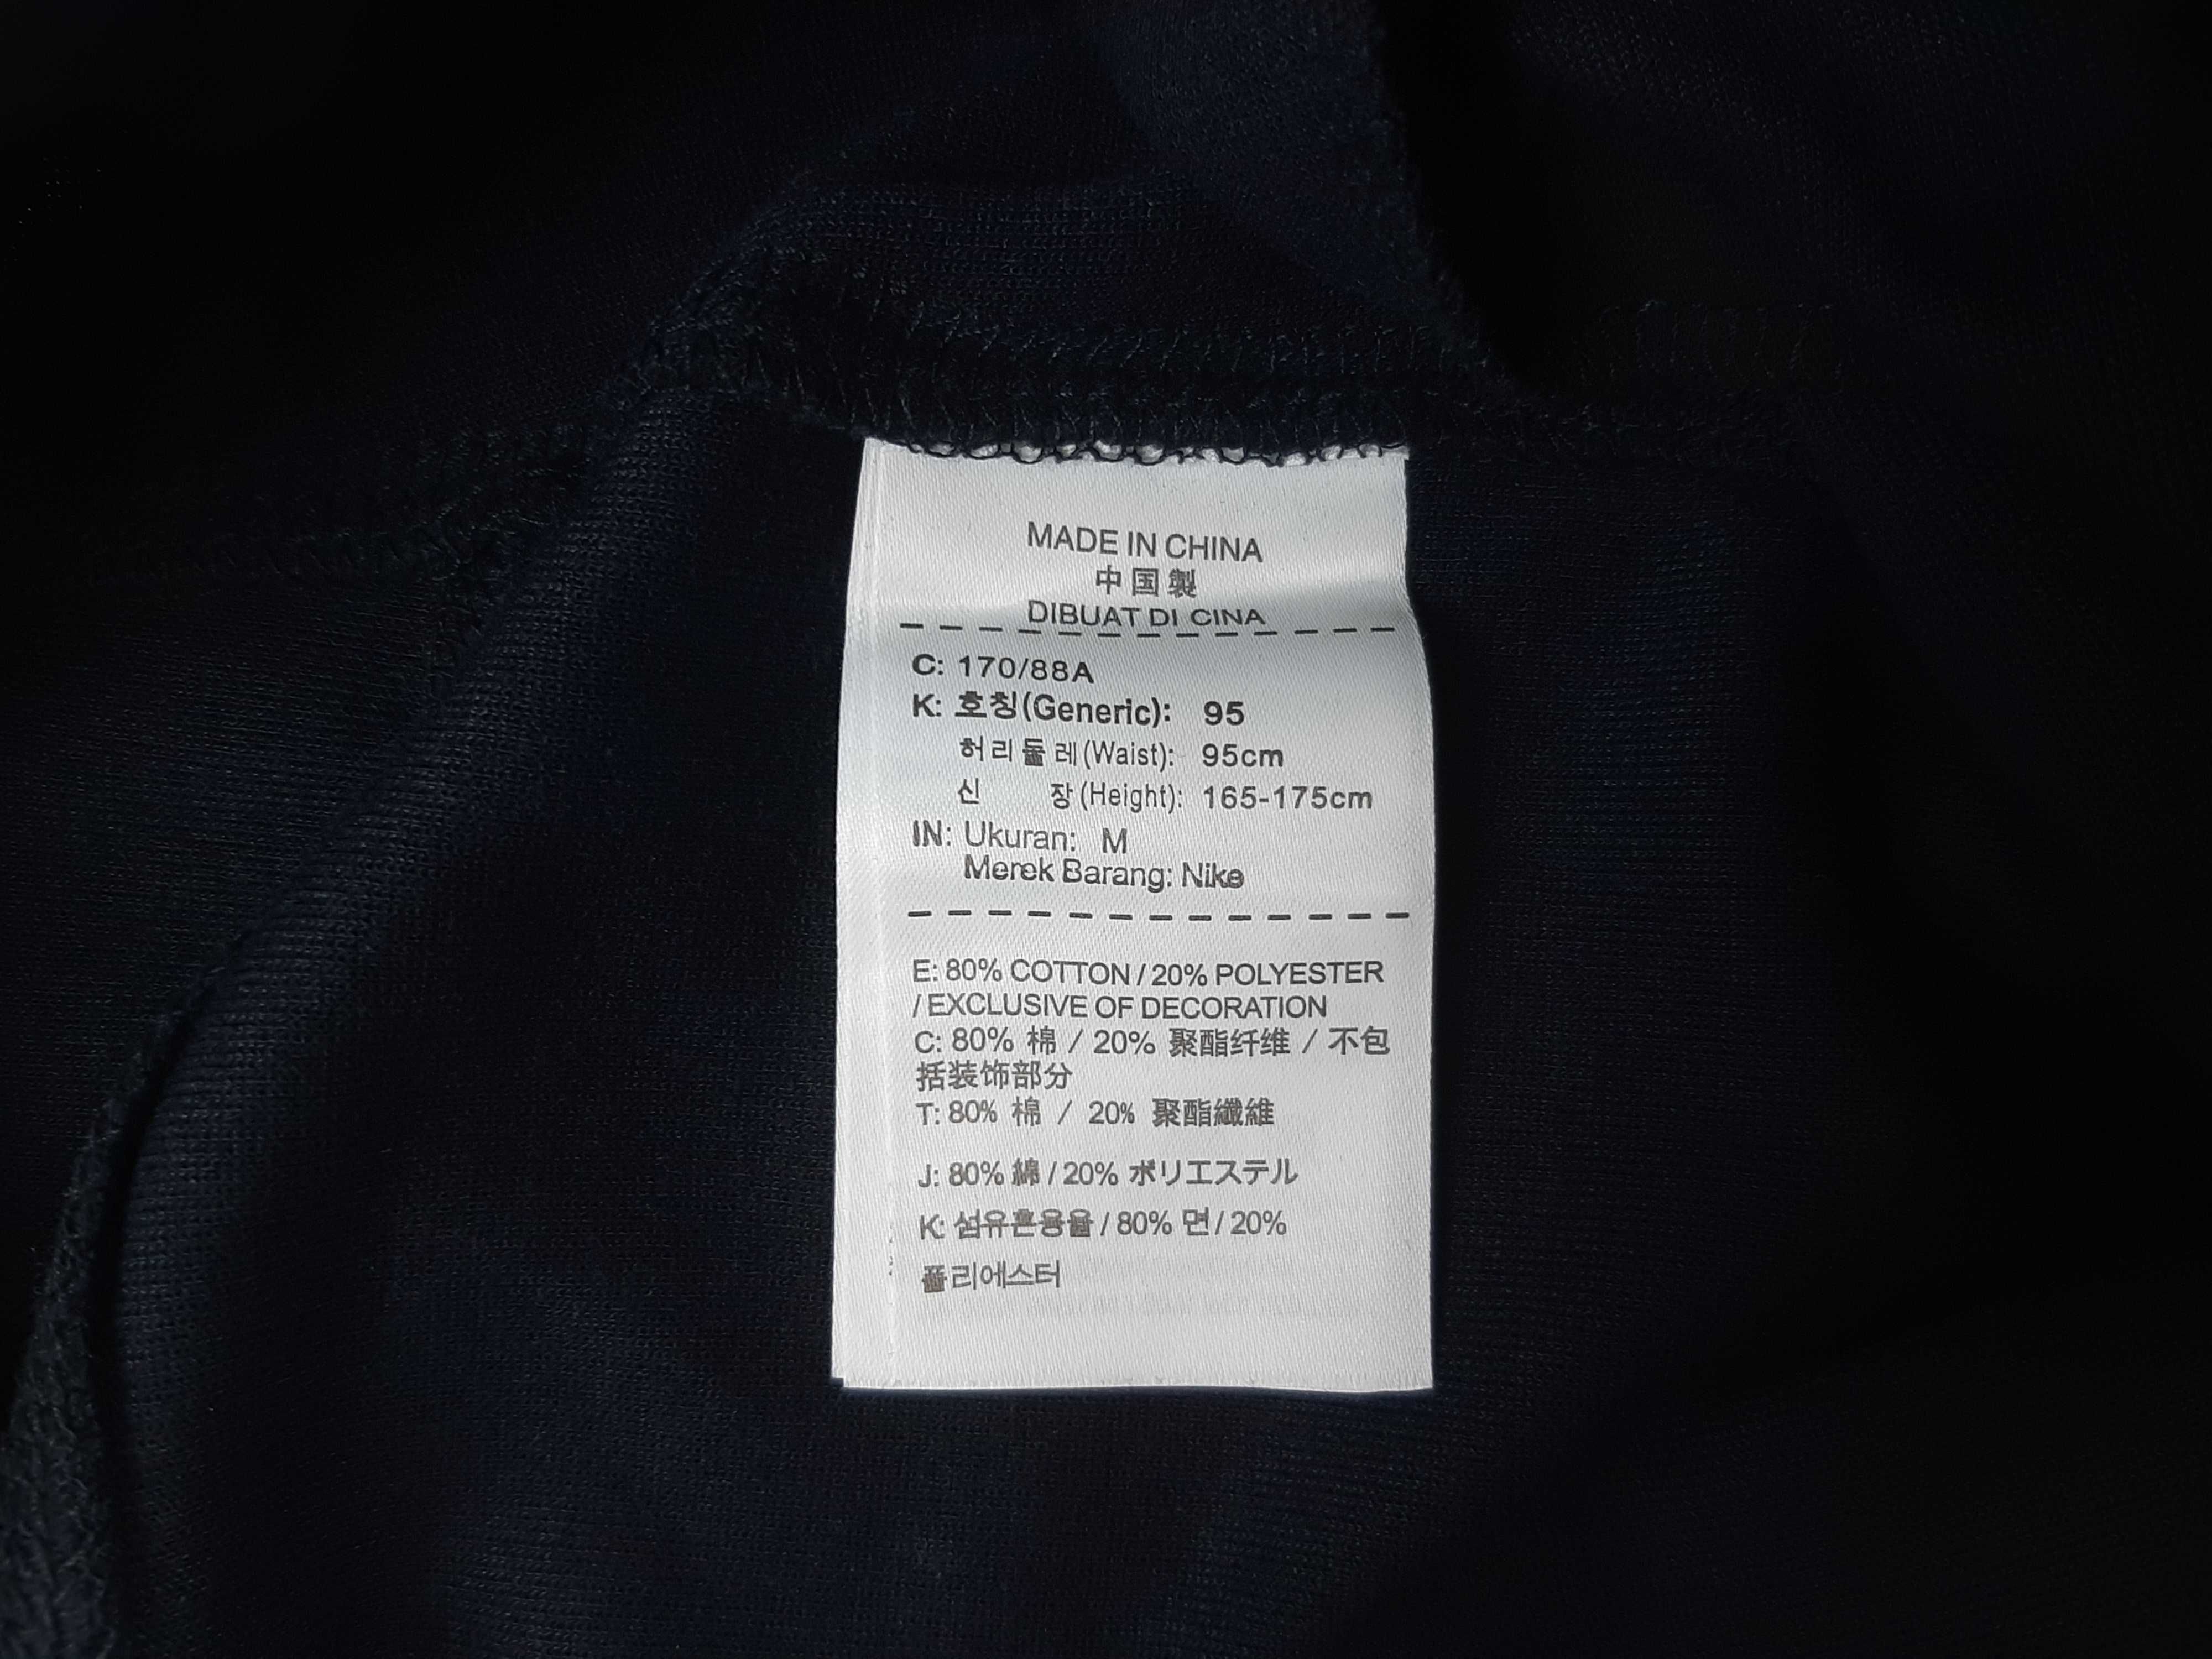 MADE IN CHINA
中国製
DIBUAT DI CINA
C: 170/88A
K: 호칭(Generic): 95
허리둘레(Waist): 95cm
신 장(Height): 165-175cm
IN: Ukuran: M
Merek Barang: Nike
E: 80% COTTON / 20% POLYESTER
/ EXCLUSIVE OF DECORATION
C: 80% 棉 / 20% 聚酯纤维 / 不包
括装饰部分
T: 80% 棉 / 20% 聚酯纖維
J: 80% 綿 / 20% ポリエステル
K: 섬유혼용율 / 80% 면 / 20%
폴리에스터